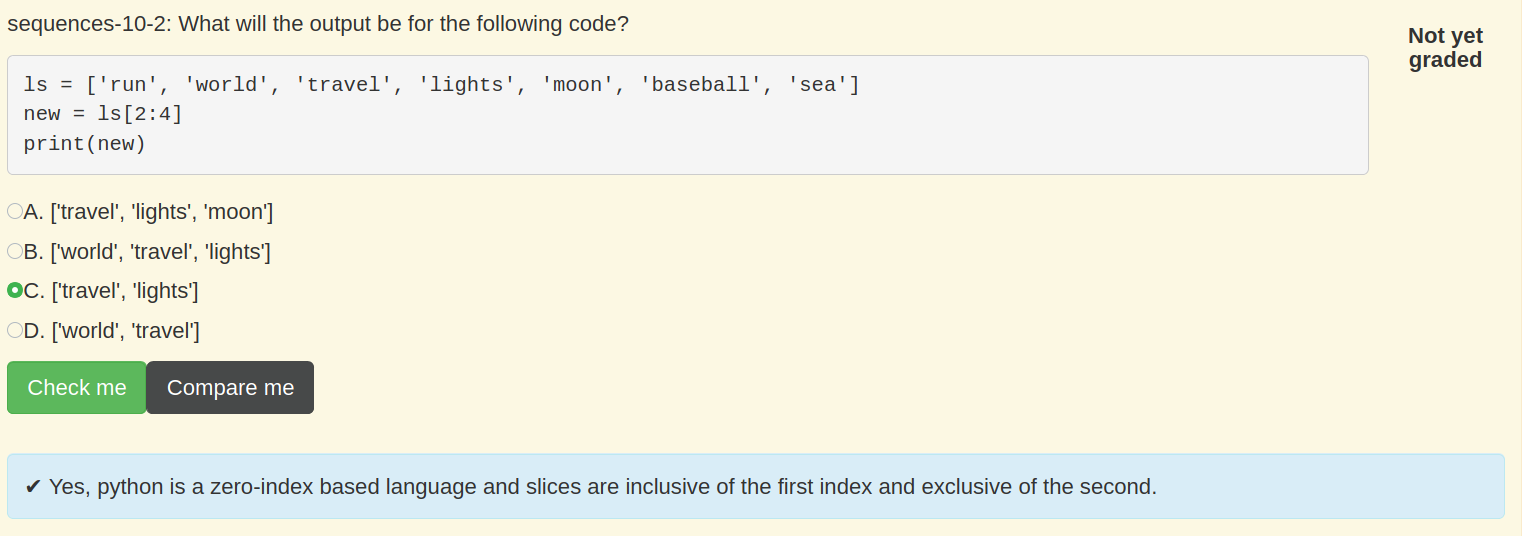 sequences-10-2: What will the output be for the following code?
Not yet
graded
ls = ['run', 'world', 'travel', 'lights', 'moon', 'baseball', 'sea']
new = ls[2:4]
print(new)
A. ['travel', 'lights', 'moon']
B. ['world', 'travel', 'lights']
C. ['travel', 'lights']
D. ['world', 'travel']
Check me Compare me
✔ Yes, python is a zero-index based language and slices are inclusive of the first index and exclusive of the second.